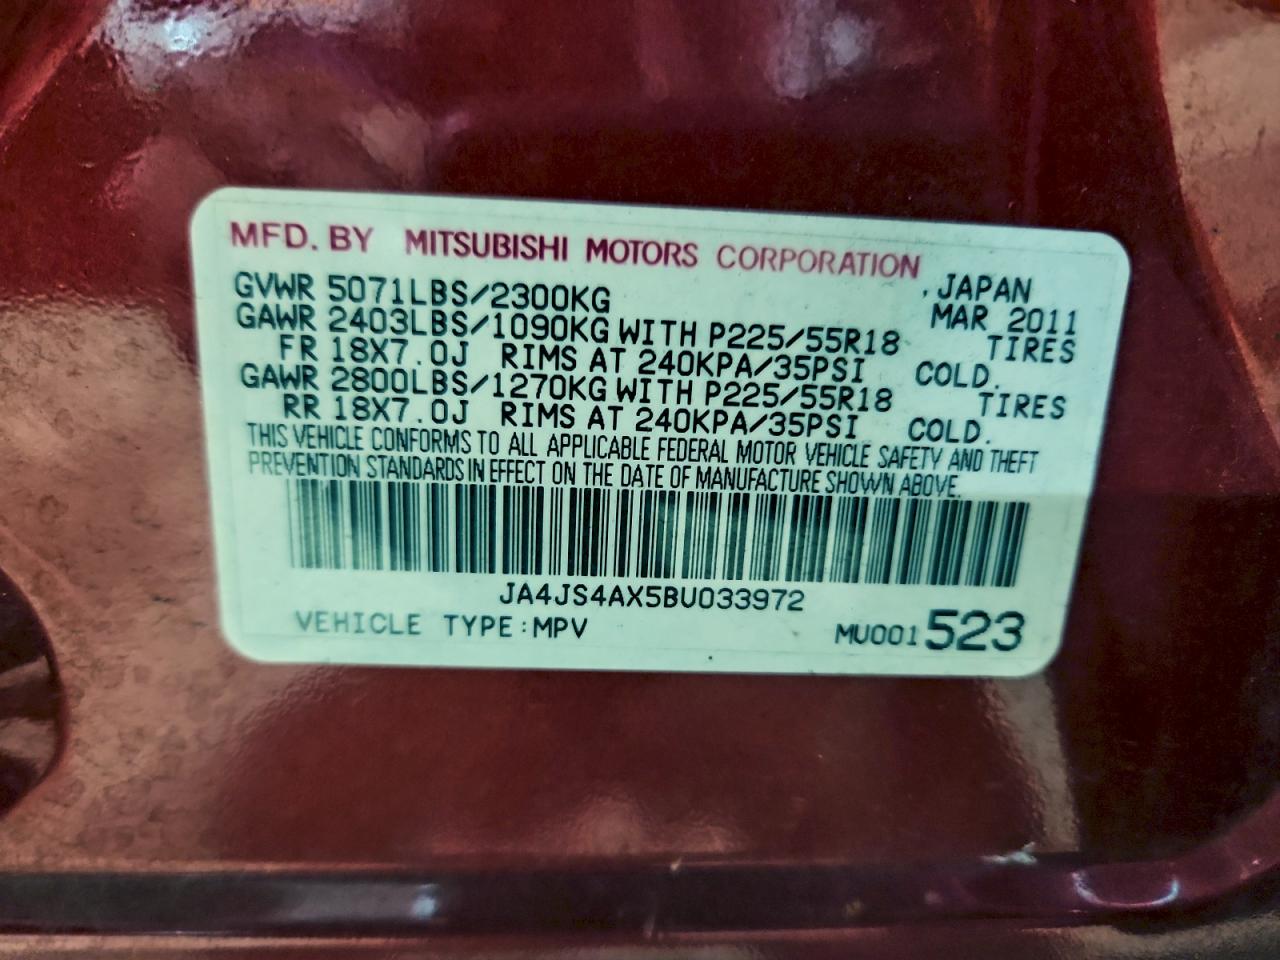 MFD. BY MITSUBISHI MOTORS CORPORATION
. JAPAN
GVWR 5071LBS/2300KG MAR 2011
GAWR 2403LBS/1090KG WITH P225/55R18 TIRES
FR 18X7.0J RIMS AT 240KPA/35PSI COLD.
GAWR 2800LBS/1270KG WITH P225/55R18 TIRES
RR 18X7.0J RIMS AT 240KPA/35PSI COLD.
THIS VEHICLE CONFORMS TO ALL APPLICABLE FEDERAL MOTOR VEHICLE SAFETY AND THEFT
PREVENTION STANDARDS IN EFFECT ON THE DATE OF MANUFACTURE SHOWN ABOVE.
JA4JS4AX5BU033972
VEHICLE TYPE:MPV MU001523